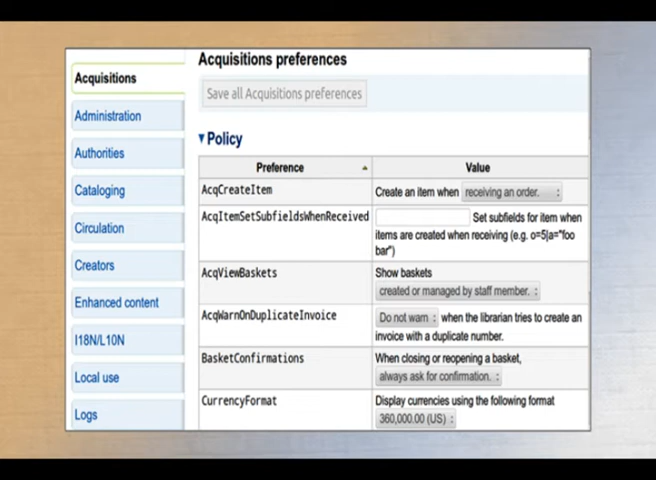 Acquisitions
Administration
Authorities
Cataloging
Circulation
Creators
Enhanced content
I18N/L10N
Local use
Logs
Acquisitions preferences
Save all Acquisitions preferences
Policy
Preference Value
AcqCreateItem Create an item when receiving an order.
AcqItemSetSubfieldsWhenReceived Set subfields for item when
items are created when receiving (e.g. o=5|a="foo
bar")
AcqViewBaskets Show baskets
created or managed by staff member.
AcqWarnOnDuplicateInvoice Do not warn when the librarian tries to create an
invoice with a duplicate number.
BasketConfirmations When closing or reopening a basket,
always ask for confirmation.
CurrencyFormat Display currencies using the following format
360,000.00 (US)